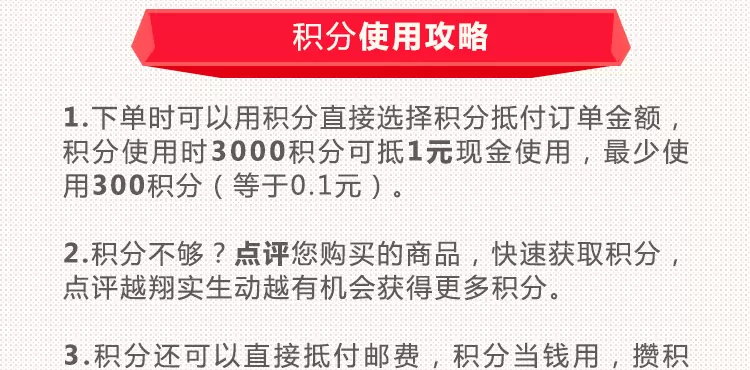 积分使用攻略
1.下单时可以用积分直接选择积分抵付订单金额，
积分使用时3000积分可抵1元现金使用，最少使
用300积分（等于0.1元）。
2.积分不够？点评您购买的商品，快速获取积分，
点评越翔实生动越有机会获得更多积分。
3.积分还可以直接抵付邮费，积分当钱用，攒积